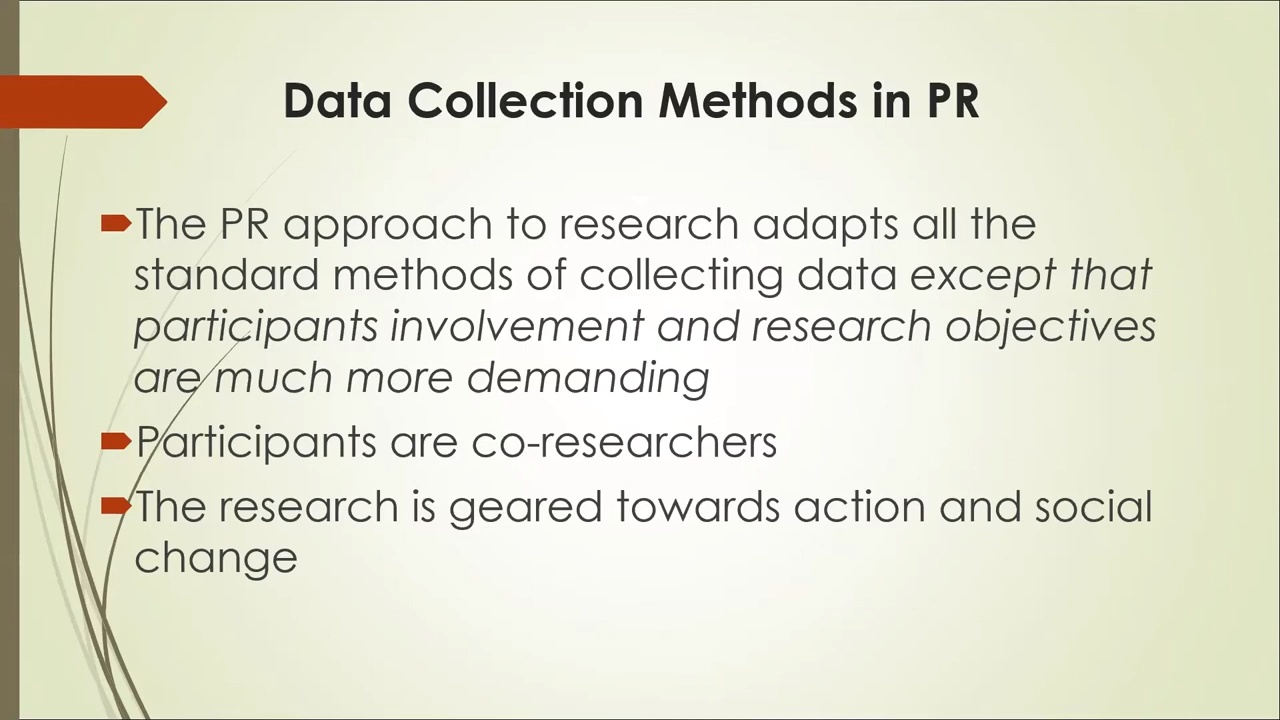 Data Collection Methods in PR
The PR approach to research adapts all the
standard methods of collecting data except that
participants involvement and research objectives
are much more demanding
Participants are co-researchers
The research is geared towards action and social
change